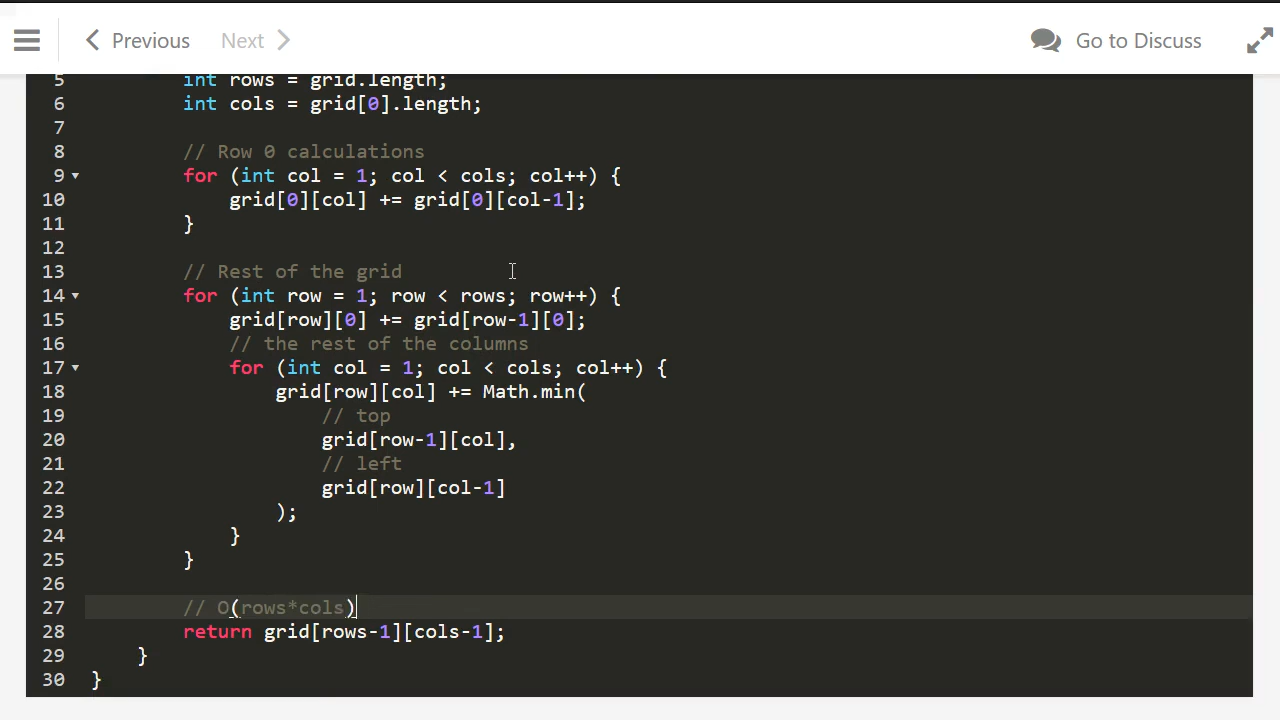 Previous Next Go to Discuss
5 int rows = grid.length;
6 int cols = grid[0].length;
7
8 // Row 0 calculations
9 for (int col = 1; col < cols; col++) {
10 grid[0][col] += grid[0][col-1];
11 }
12
13 // Rest of the grid
14 for (int row = 1; row < rows; row++) {
15 grid[row][0] += grid[row-1][0];
16 // the rest of the columns
17 for (int col = 1; col < cols; col++) {
18 grid[row][col] += Math.min(
19 // top
20 grid[row-1][col],
21 // left
22 grid[row][col-1]
23 );
24 }
25 }
26
27 // O(rows*cols)
28 return grid[rows-1][cols-1];
29 }
30 }